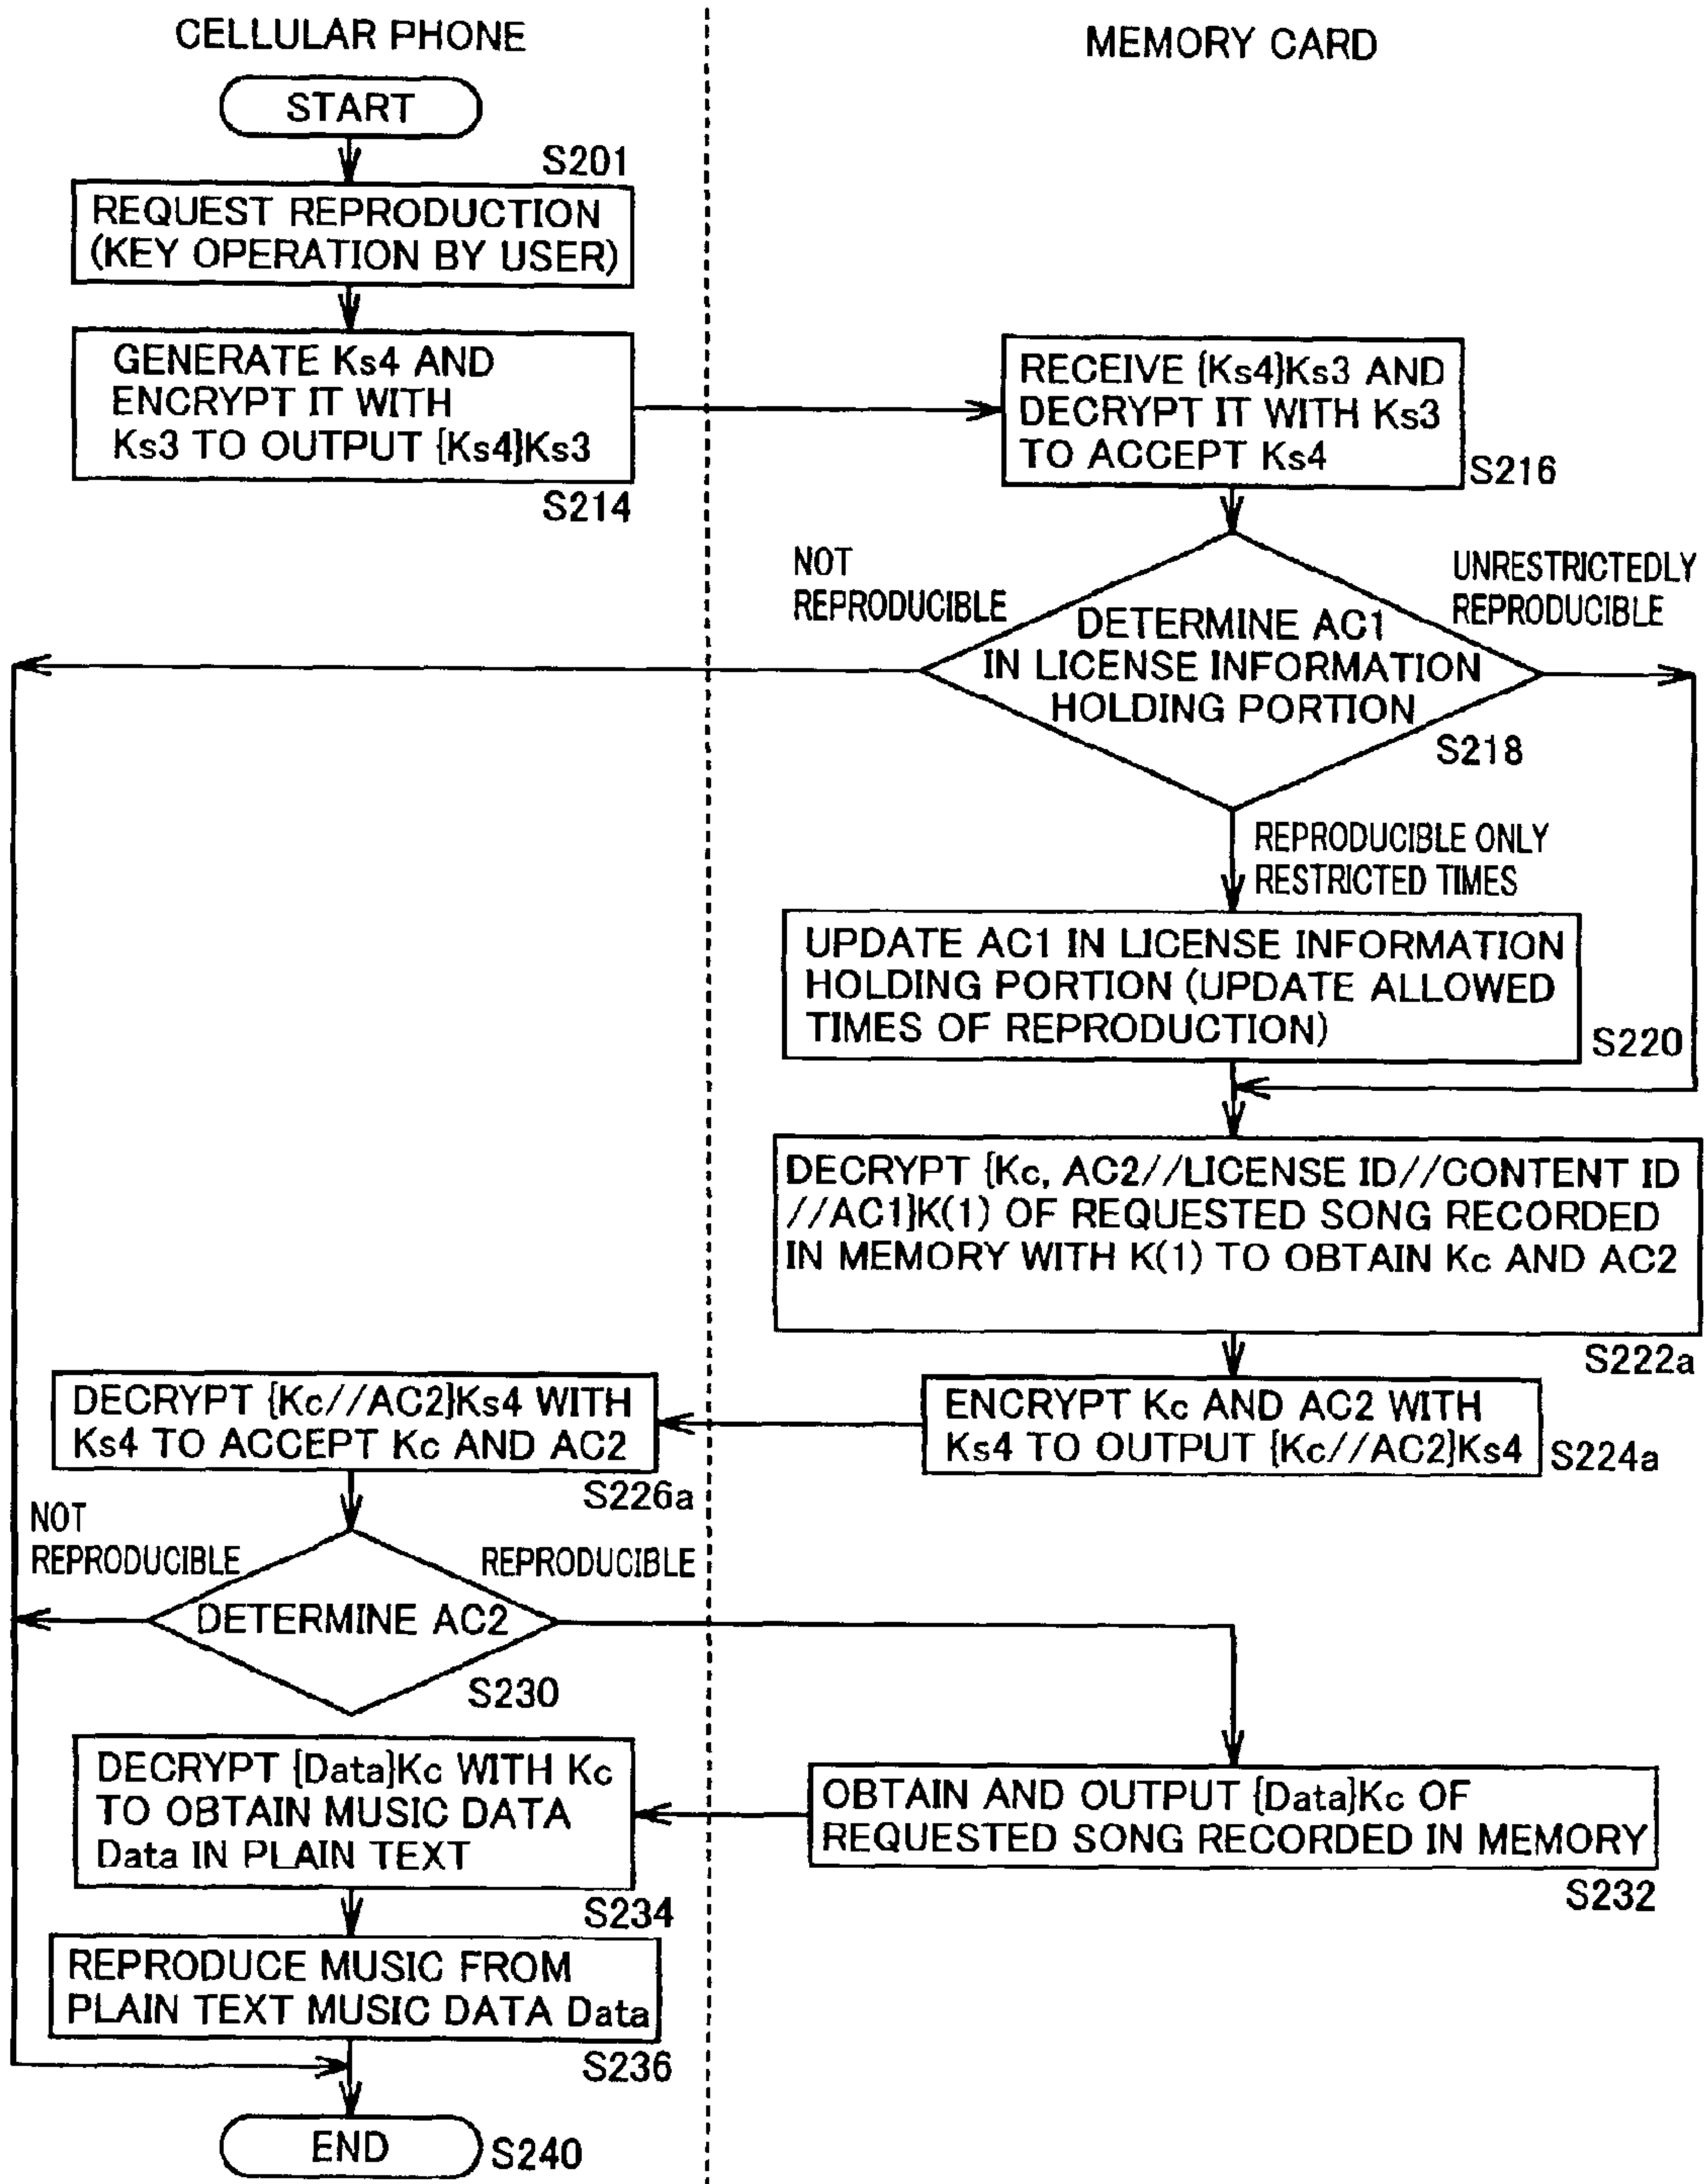 CELLULAR PHONE
MEMORY CARD
START
S201
REQUEST REPRODUCTION
(KEY OPERATION BY USER)
GENERATE Ks4 AND
ENCRYPT IT WITH
Ks3 TO OUTPUT {Ks4}Ks3
S214
RECEIVE {Ks4}Ks3 AND
DECRYPT IT WITH Ks3
TO ACCEPT Ks4
S216
NOT
REPRODUCIBLE
UNRESTRICTEDLY
REPRODUCIBLE
DETERMINE AC1
IN LICENSE INFORMATION
HOLDING PORTION
S218
REPRODUCIBLE ONLY
RESTRICTED TIMES
UPDATE AC1 IN LICENSE INFORMATION
HOLDING PORTION (UPDATE ALLOWED
TIMES OF REPRODUCTION)
S220
DECRYPT {Kc, AC2//LICENSE ID//CONTENT ID
//AC1}K(1) OF REQUESTED SONG RECORDED
IN MEMORY WITH K(1) TO OBTAIN Kc AND AC2
S222a
ENCRYPT Kc AND AC2 WITH
Ks4 TO OUTPUT {Kc//AC2}Ks4
S224a
DECRYPT {Kc//AC2}Ks4 WITH
Ks4 TO ACCEPT Kc AND AC2
S226a
NOT
REPRODUCIBLE
REPRODUCIBLE
DETERMINE AC2
S230
OBTAIN AND OUTPUT {Data}Kc OF
REQUESTED SONG RECORDED IN MEMORY
S232
DECRYPT {Data}Kc WITH Kc
TO OBTAIN MUSIC DATA
Data IN PLAIN TEXT
S234
REPRODUCE MUSIC FROM
PLAIN TEXT MUSIC DATA Data
S236
END
S240